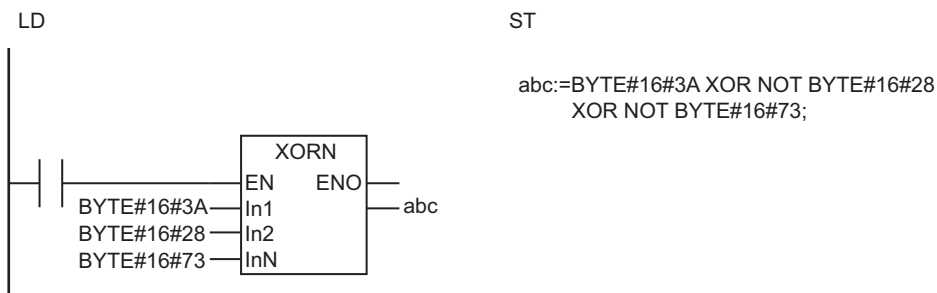 LD
ST
abc:=BYTE#16#3A XOR NOT BYTE#16#28
XOR NOT BYTE#16#73;
XORN
EN ENO
BYTE#16#3A In1 abc
BYTE#16#28 In2
BYTE#16#73 InN